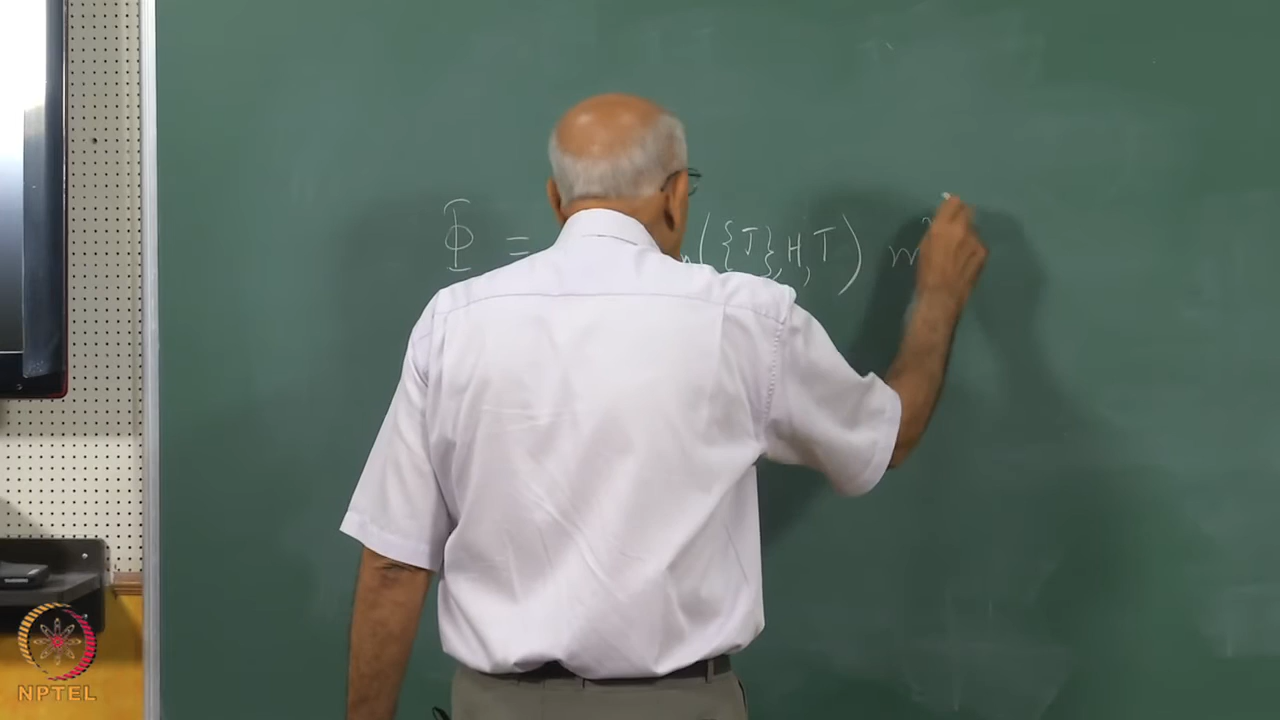 Φ = ({J},H,T) m
NPTEL